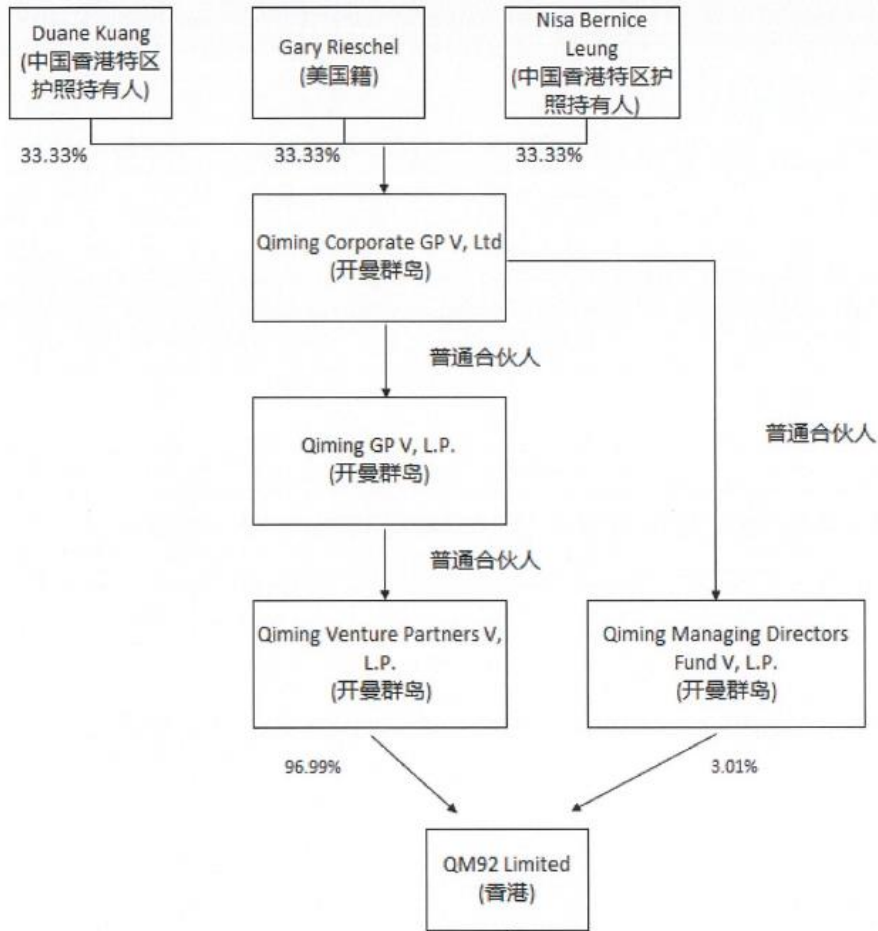 Duane Kuang
(中国香港特区
护照持有人)
Gary Rieschel
(美国籍)
Nisa Bernice
Leung
(中国香港特区护
照持有人)
33.33%
33.33%
33.33%
Qiming Corporate GP V, Ltd
(开曼群岛)
普通合伙人
Qiming GP V, L.P.
(开曼群岛)
普通合伙人
普通合伙人
Qiming Venture Partners V,
L.P.
(开曼群岛)
Qiming Managing Directors
Fund V, L.P.
(开曼群岛)
96.99%
3.01%
QM92 Limited
(香港)